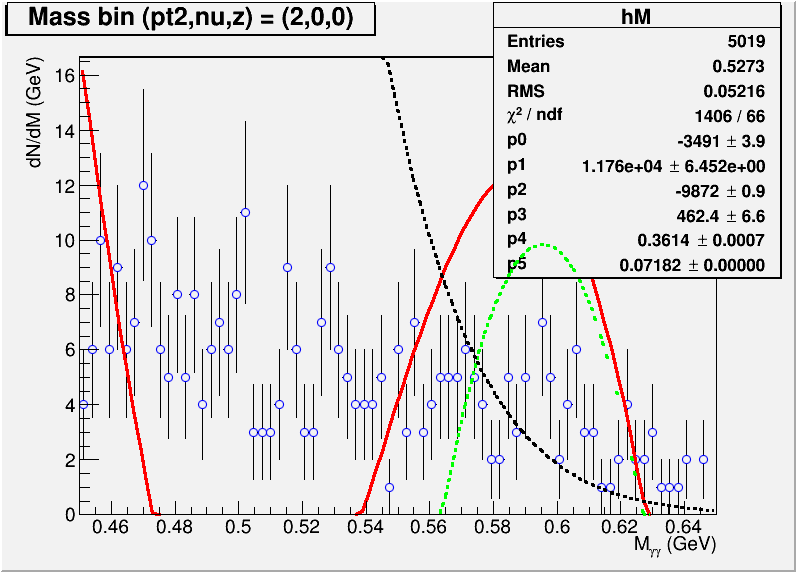 Mass bin (pt2,nu,z) = (2,0,0)
hM
Entries 5019
Mean 0.5273
RMS 0.05216
χ² / ndf 1406 / 66
p0 -3491 ± 3.9
p1 1.176e+04 ± 6.452e+00
p2 -9872 ± 0.9
p3 462.4 ± 6.6
p4 0.3614 ± 0.0007
p5 0.07182 ± 0.00000
dN/dM (GeV)
16
14
12
10
8
6
4
2
0
0.46 0.48 0.5 0.52 0.54 0.56 0.58 0.6 0.62 0.64
Mγγ (GeV)